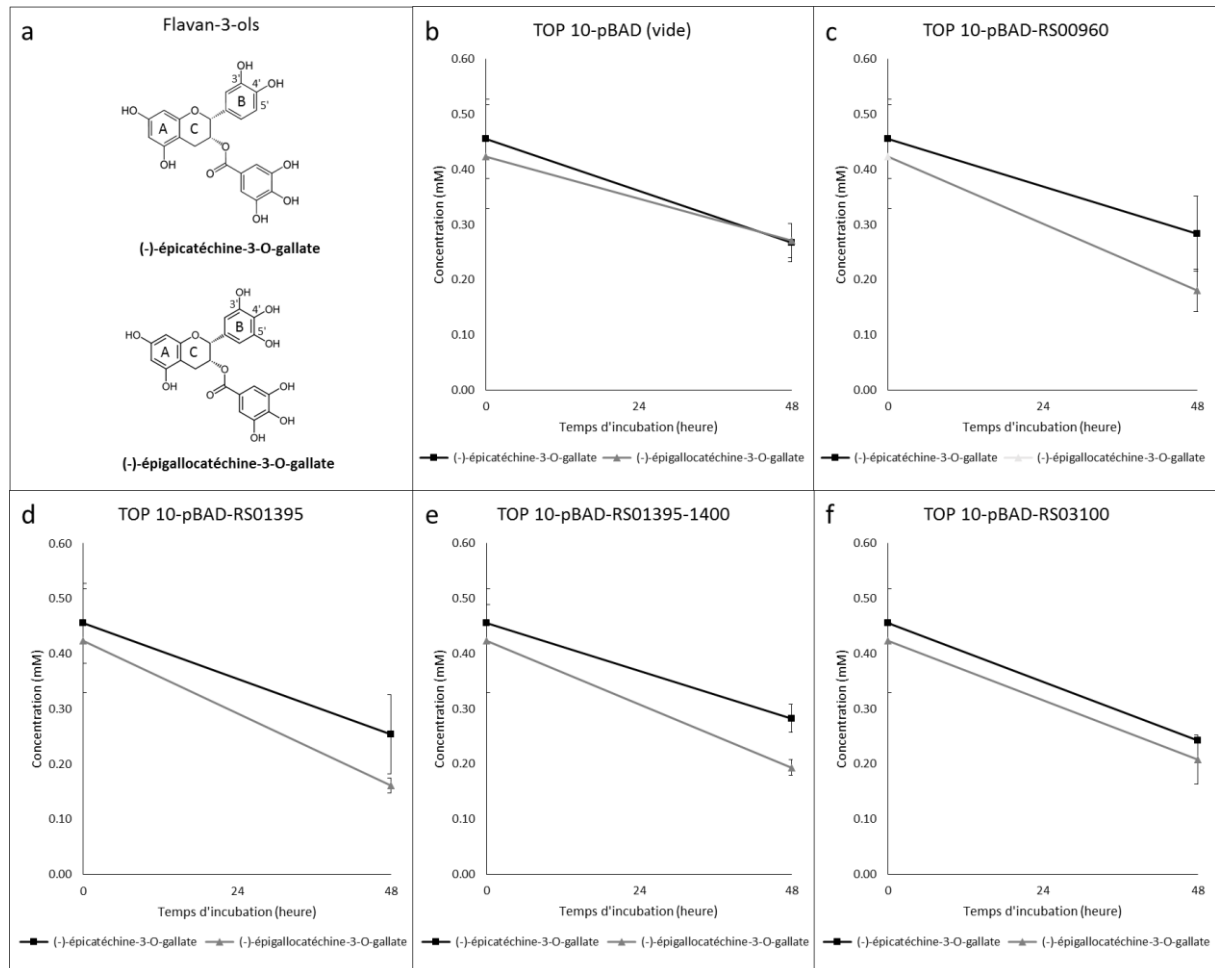 a
Flavan-3-ols
OH
3'
4'
OH
B
5'
HO
O
A
C
OH
O
O
OH
OH
OH
(-)-épicatéchine-3-O-gallate
OH
3'
4'
OH
B
5'
OH
HO
O
A
C
OH
O
O
OH
OH
OH
(-)-épigallocatéchine-3-O-gallate
b
TOP 10-pBAD (vide)
0.60
0.50
0.40
0.30
0.20
0.10
0.00
Concentration (mM)
0 24 48
Temps d'incubation (heure)
(-)-épicatéchine-3-O-gallate (-)-épigallocatéchine-3-O-gallate
c
TOP 10-pBAD-RS00960
0.60
0.50
0.40
0.30
0.20
0.10
0.00
Concentration (mM)
0 24 48
Temps d'incubation (heure)
(-)-épicatéchine-3-O-gallate (-)-épigallocatéchine-3-O-gallate
d
TOP 10-pBAD-RS01395
0.60
0.50
0.40
0.30
0.20
0.10
0.00
Concentration (mM)
0 24 48
Temps d'incubation (heure)
(-)-épicatéchine-3-O-gallate (-)-épigallocatéchine-3-O-gallate
e
TOP 10-pBAD-RS01395-1400
0.60
0.50
0.40
0.30
0.20
0.10
0.00
Concentration (mM)
0 24 48
Temps d'incubation (heure)
(-)-épicatéchine-3-O-gallate (-)-épigallocatéchine-3-O-gallate
f
TOP 10-pBAD-RS03100
0.60
0.50
0.40
0.30
0.20
0.10
0.00
Concentration (mM)
0 24 48
Temps d'incubation (heure)
(-)-épicatéchine-3-O-gallate (-)-épigallocatéchine-3-O-gallate